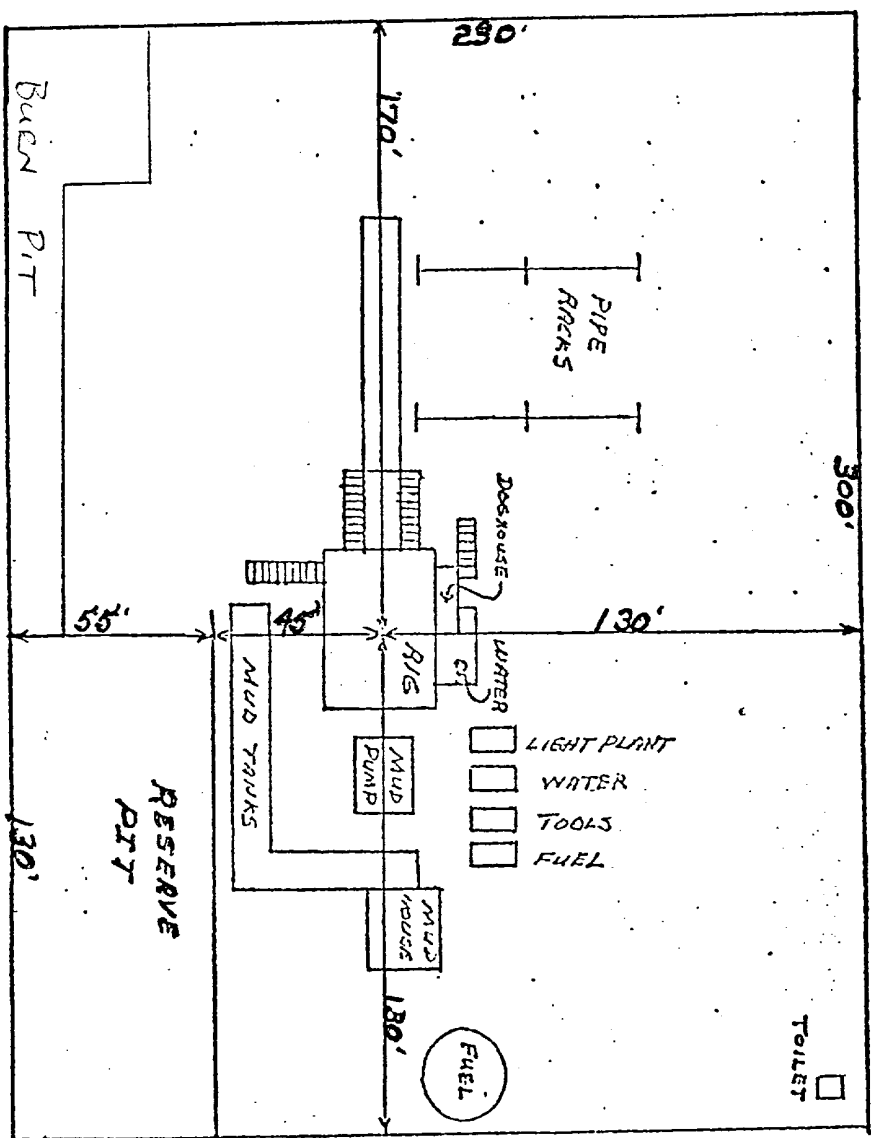 290'
170'
BURN PIT
PIPE
RACKS
300'
DOGHOUSE
55'
45'
130'
RIG
WATER
MUD TANKS
MUD
PUMP
LIGHT PLANT
WATER
TOOLS
FUEL
RESERVE
PIT
130'
MUD
HOUSE
130'
FUEL
TOILET